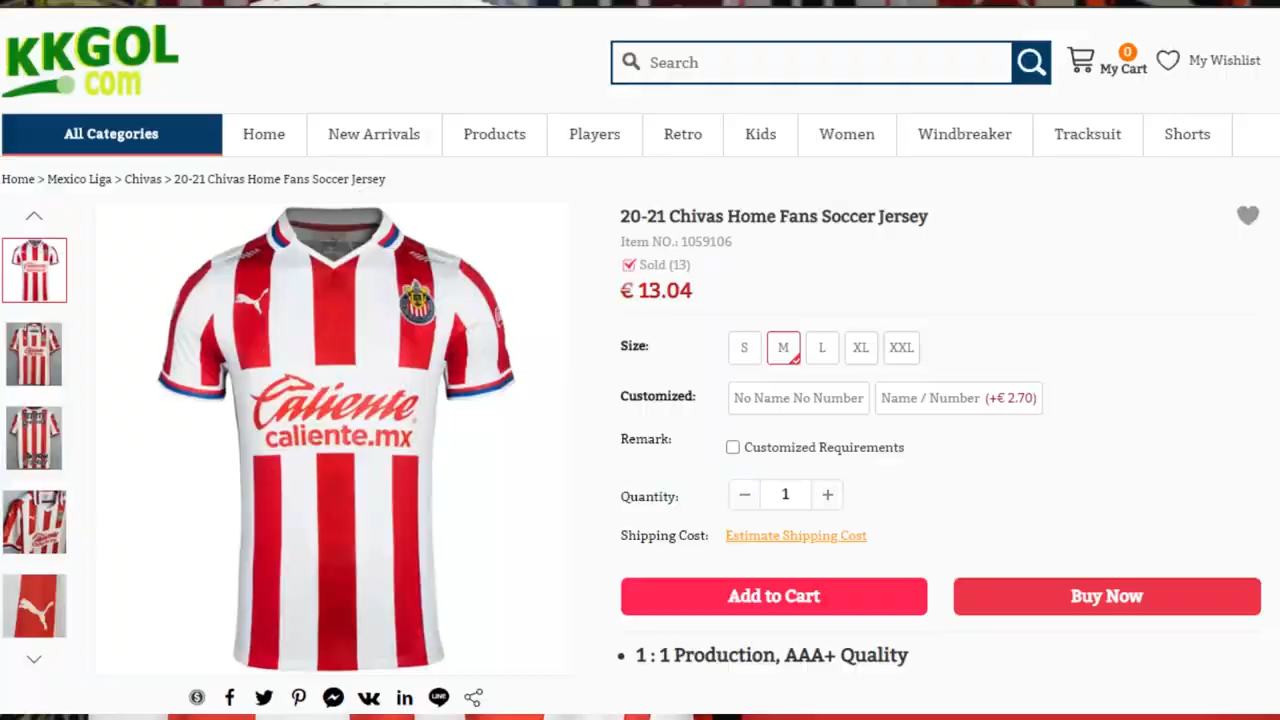 KKGOL
com
Search
0
My Cart
My Wishlist
All Categories
Home
New Arrivals
Products
Players
Retro
Kids
Women
Windbreaker
Tracksuit
Shorts
Home > Mexico Liga > Chivas > 20-21 Chivas Home Fans Soccer Jersey
20-21 Chivas Home Fans Soccer Jersey
Item NO.: 1059106
Sold (13)
€ 13.04
Size:
S
M
L
XL
XXL
Customized:
No Name No Number
Name / Number (+€ 2.70)
Remark:
Customized Requirements
Quantity:
− 1 +
Shipping Cost:
Estimate Shipping Cost
Add to Cart
Buy Now
• 1 : 1 Production, AAA+ Quality
Caliente
caliente.mx
LINE